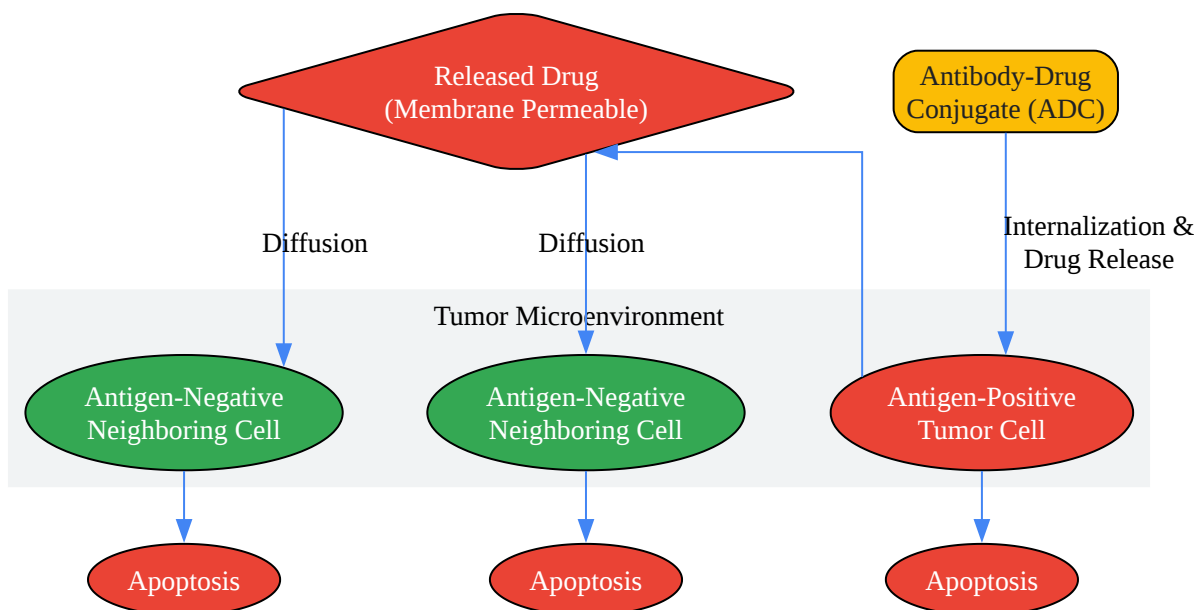 Released Drug
(Membrane Permeable)
Antibody-Drug
Conjugate (ADC)
Diffusion
Diffusion
Internalization &
Drug Release
Tumor Microenvironment
Antigen-Negative
Neighboring Cell
Antigen-Negative
Neighboring Cell
Antigen-Positive
Tumor Cell
Apoptosis
Apoptosis
Apoptosis